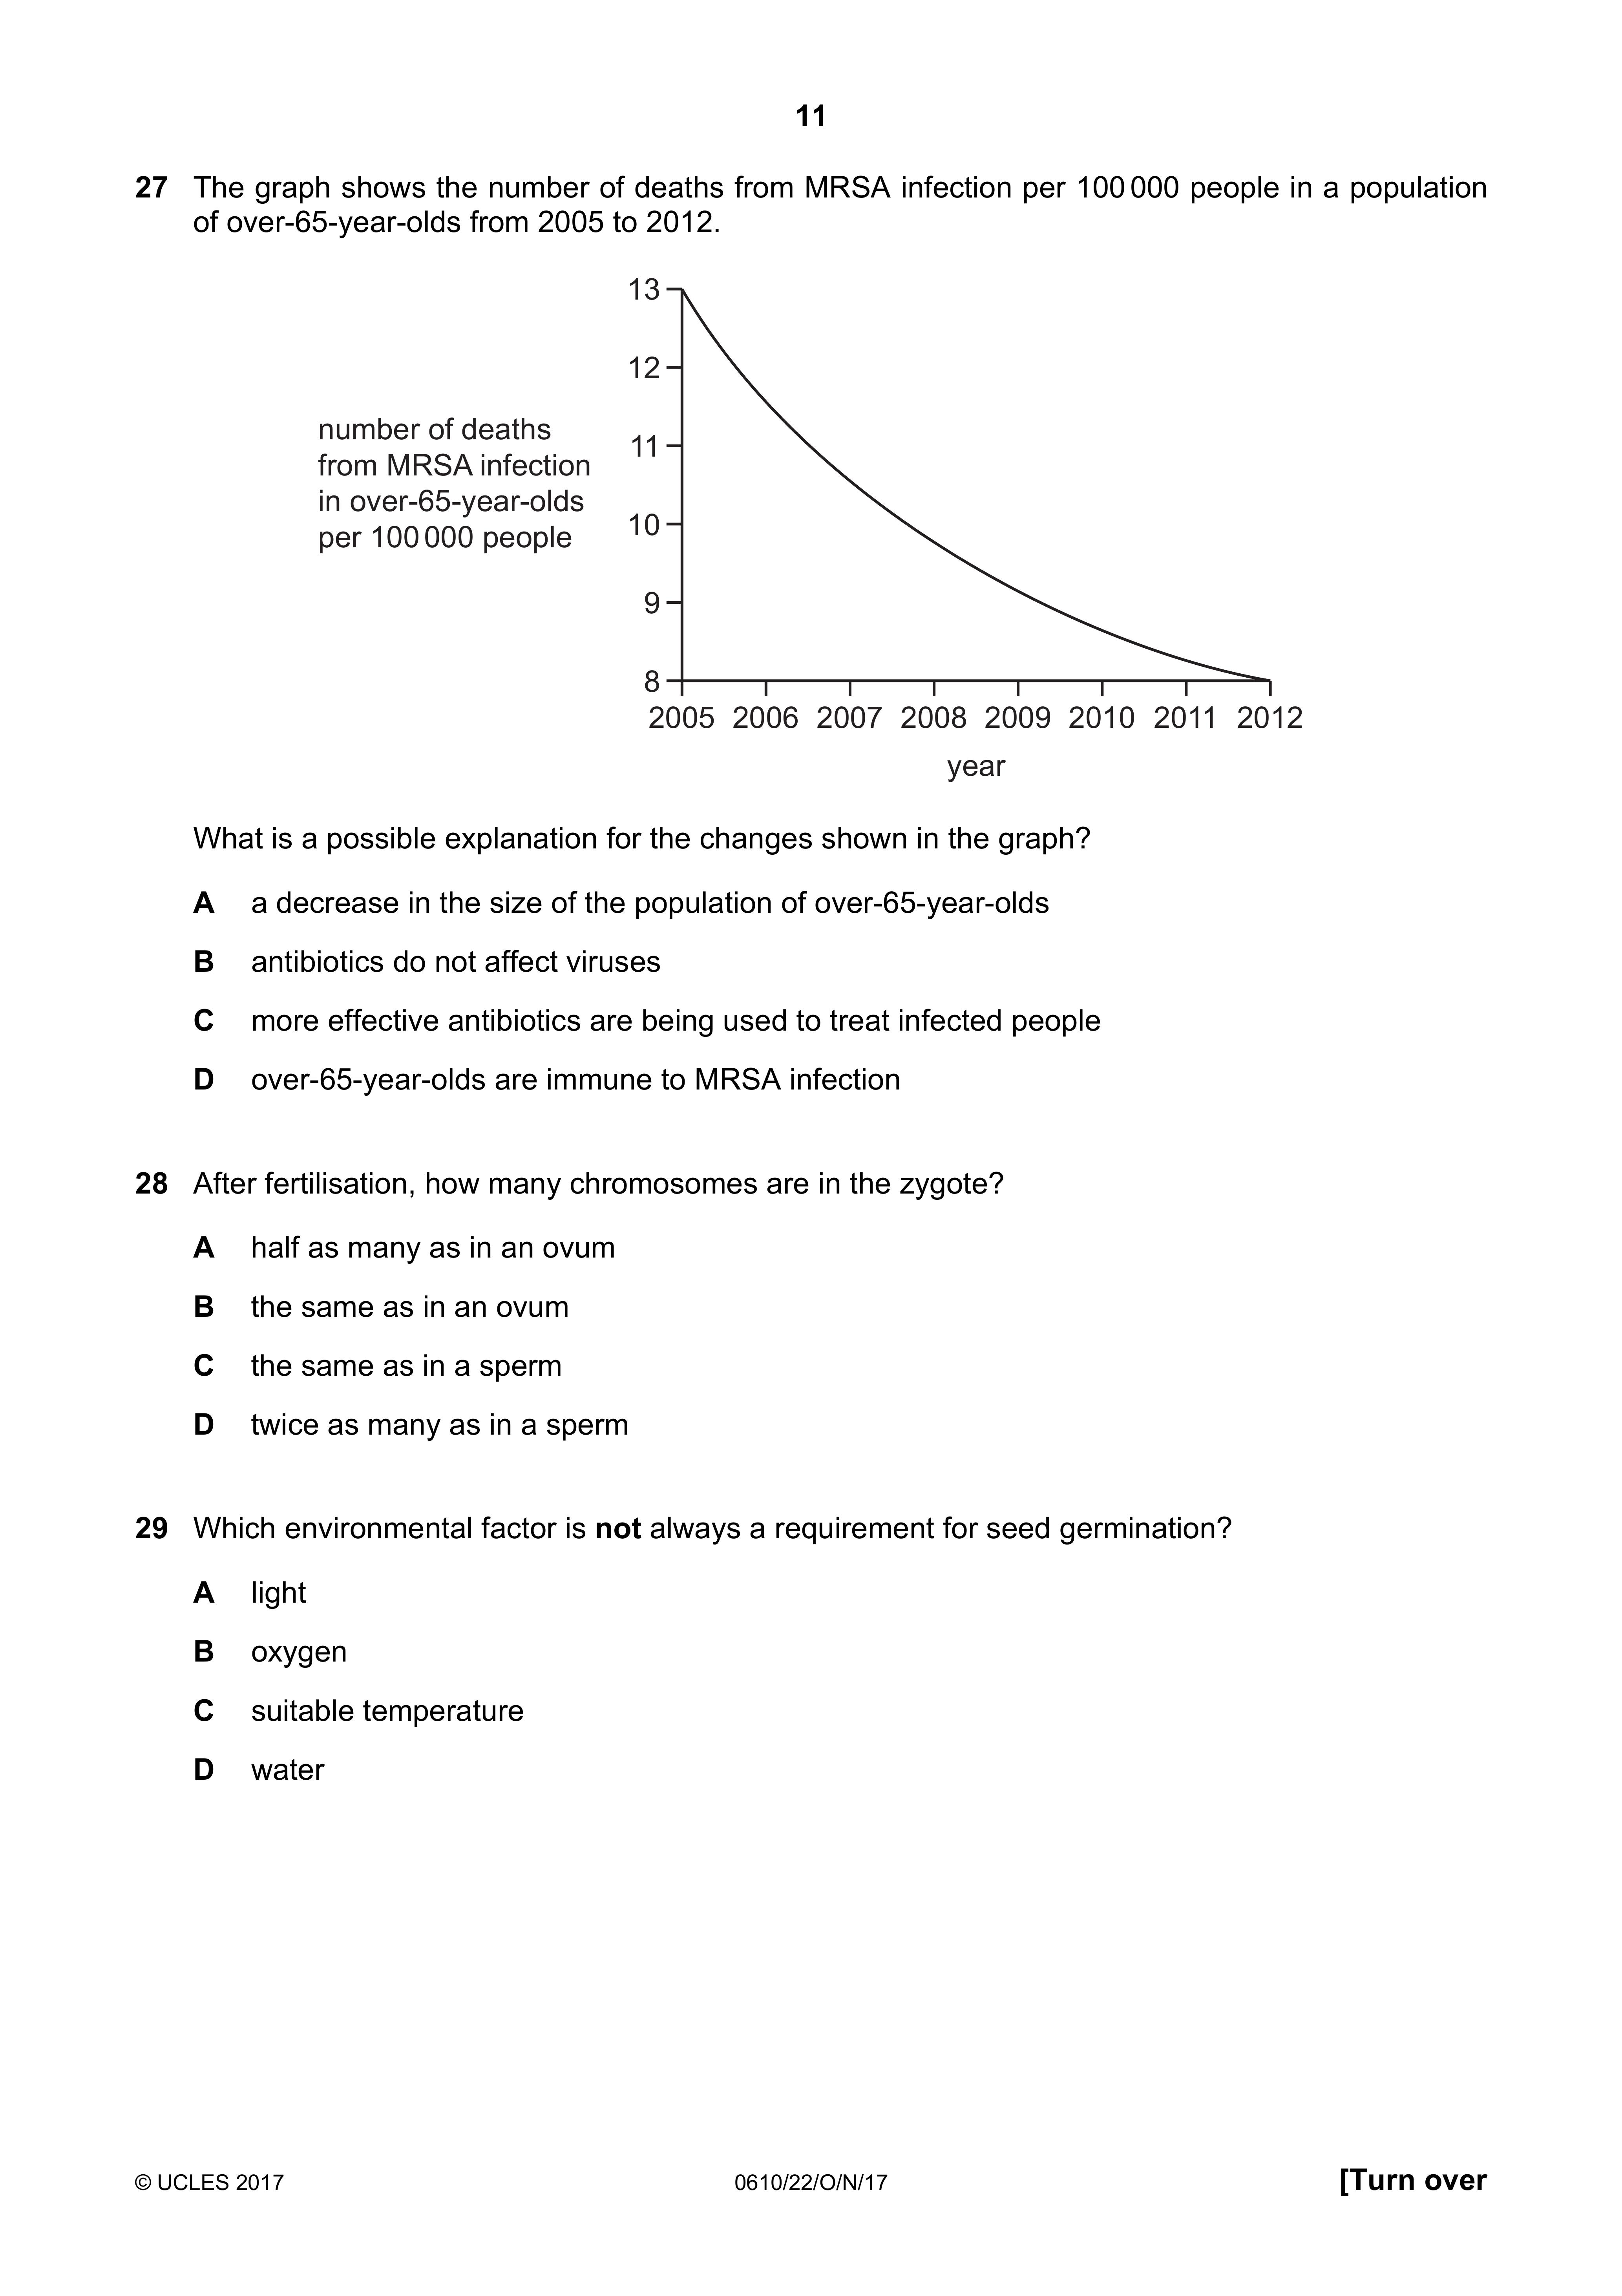 11
27 The graph shows the number of deaths from MRSA infection per 100 000 people in a population
of over-65-year-olds from 2005 to 2012.
number of deaths
from MRSA infection
in over-65-year-olds
per 100 000 people
13
12
11
10
9
8
2005 2006 2007 2008 2009 2010 2011 2012
year
What is a possible explanation for the changes shown in the graph?
A a decrease in the size of the population of over-65-year-olds
B antibiotics do not affect viruses
C more effective antibiotics are being used to treat infected people
D over-65-year-olds are immune to MRSA infection
28 After fertilisation, how many chromosomes are in the zygote?
A half as many as in an ovum
B the same as in an ovum
C the same as in a sperm
D twice as many as in a sperm
29 Which environmental factor is not always a requirement for seed germination?
A light
B oxygen
C suitable temperature
D water
© UCLES 2017 0610/22/O/N/17 [Turn over